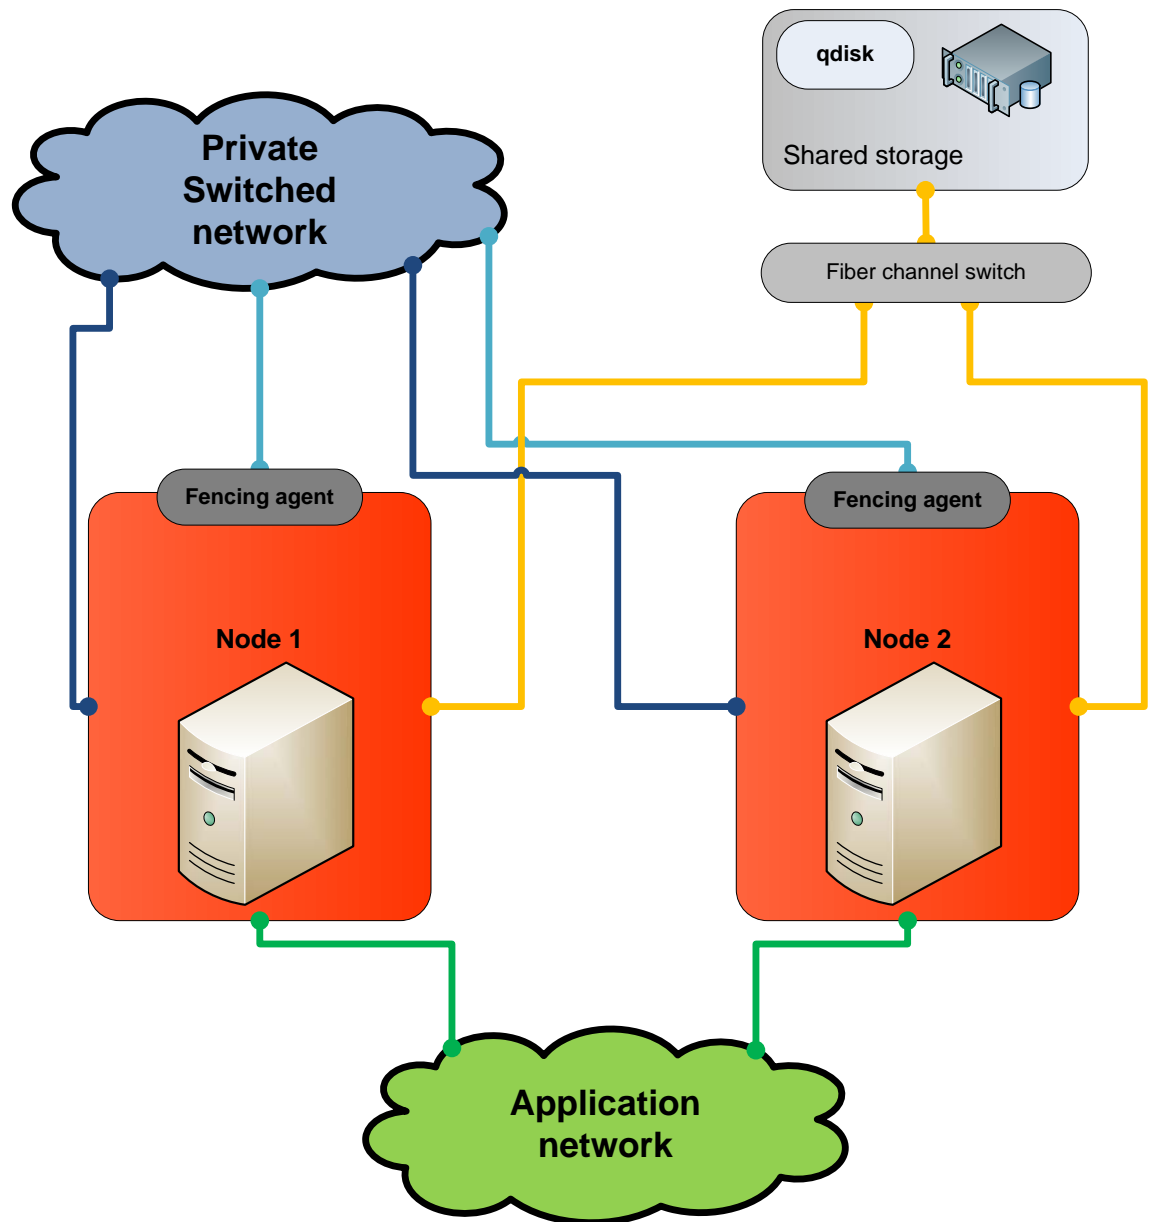 qdisk
Shared storage
Private
Switched
network
Fiber channel switch
Fencing agent
Fencing agent
Node 1
Node 2
Application
network